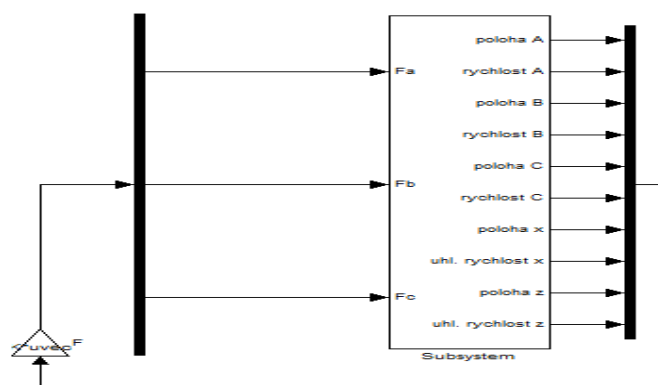 poloha A
Fa
rychlost A
poloha B
rychlost B
poloha C
Fb
rychlost C
poloha x
uhl. rychlost x
poloha z
Fc
uhl. rychlost z
Subsystem